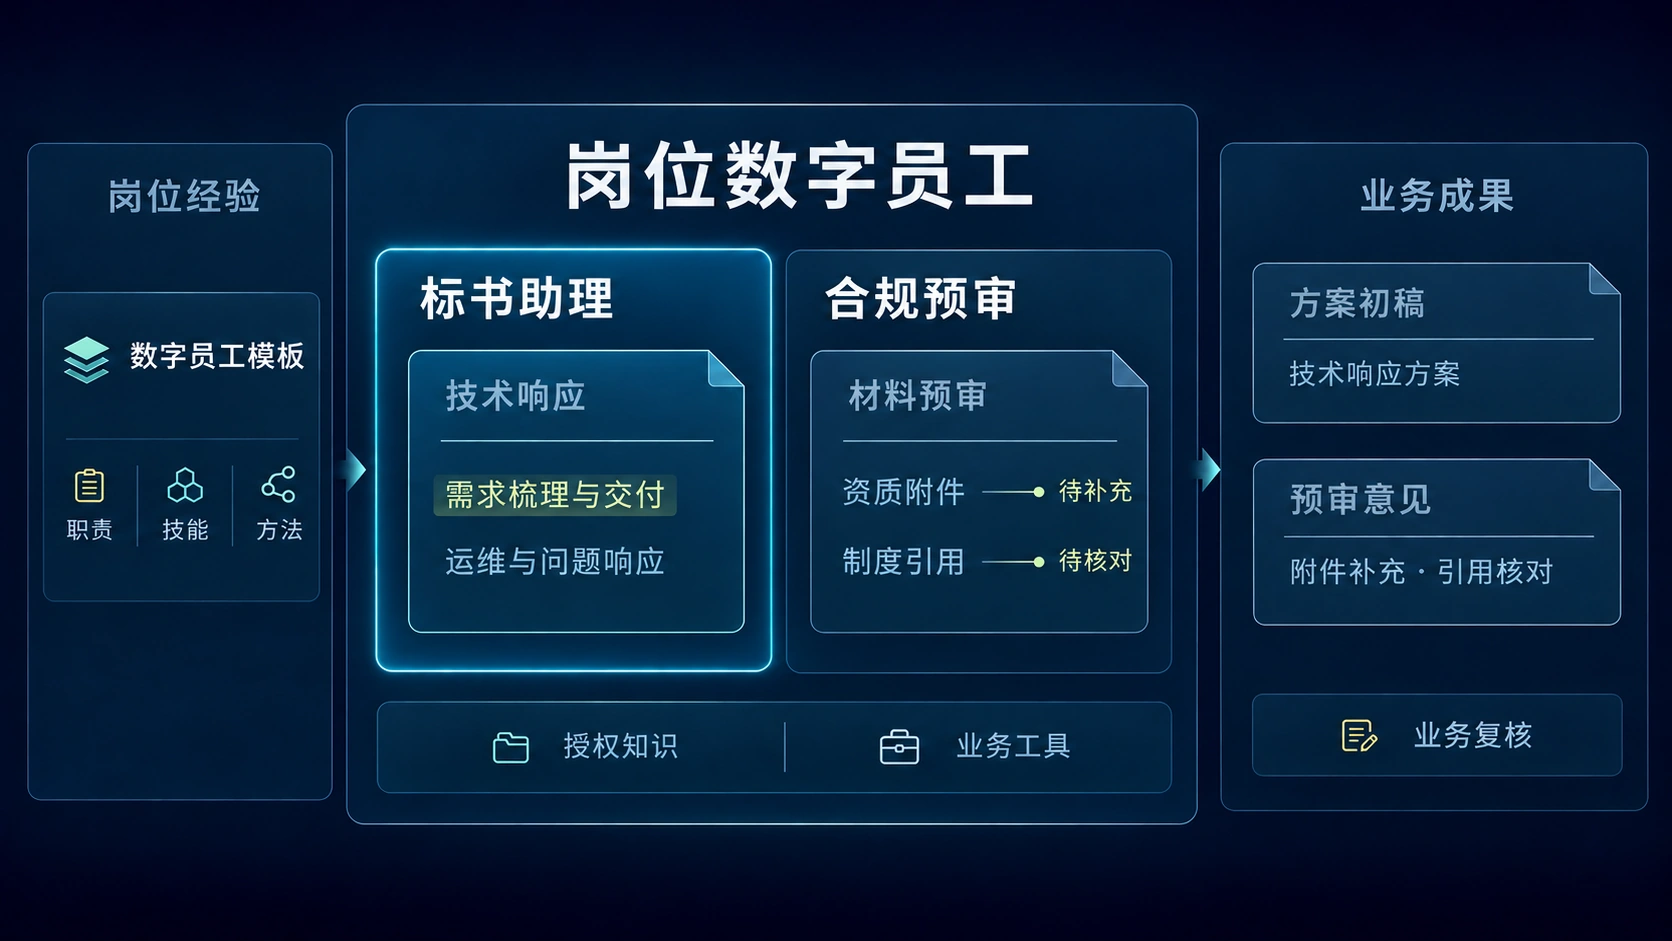 岗位经验
数字员工模板
职责
技能
方法
岗位数字员工
标书助理
技术响应
需求梳理与交付
运维与问题响应
合规预审
材料预审
资质附件 待补充
制度引用 待核对
授权知识
业务工具
业务成果
方案初稿
技术响应方案
预审意见
附件补充·引用核对
业务复核